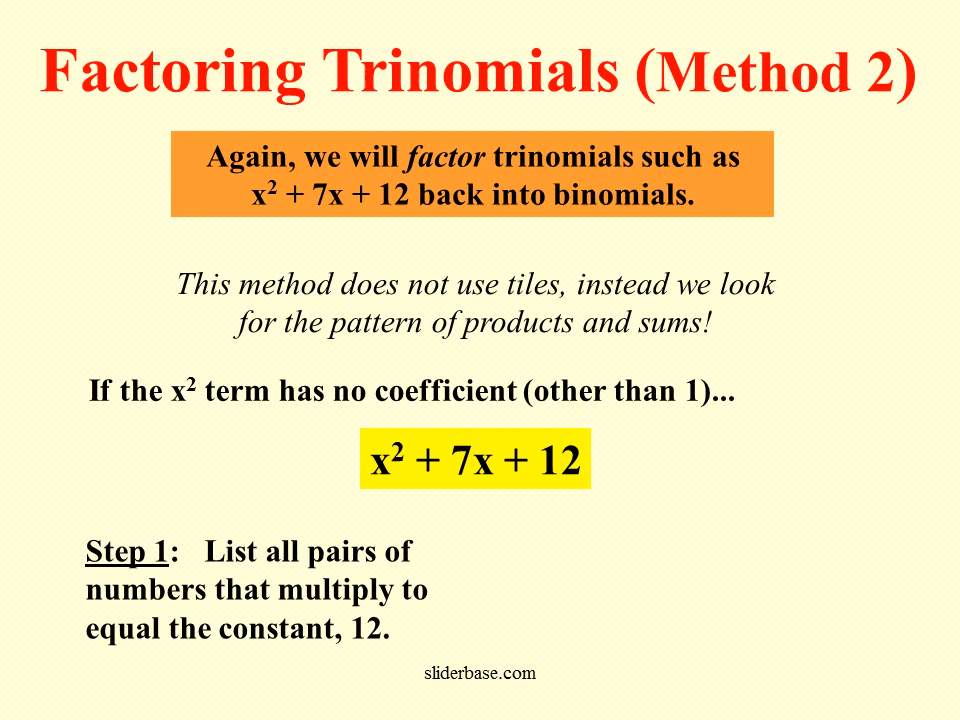 Factoring Trinomials (Method 2)
Again, we will factor trinomials such as
x² + 7x + 12 back into binomials.
This method does not use tiles, instead we look
for the pattern of products and sums!
If the x² term has no coefficient (other than 1)...
x² + 7x + 12
Step 1: List all pairs of
numbers that multiply to
equal the constant, 12.
sliderbase.com